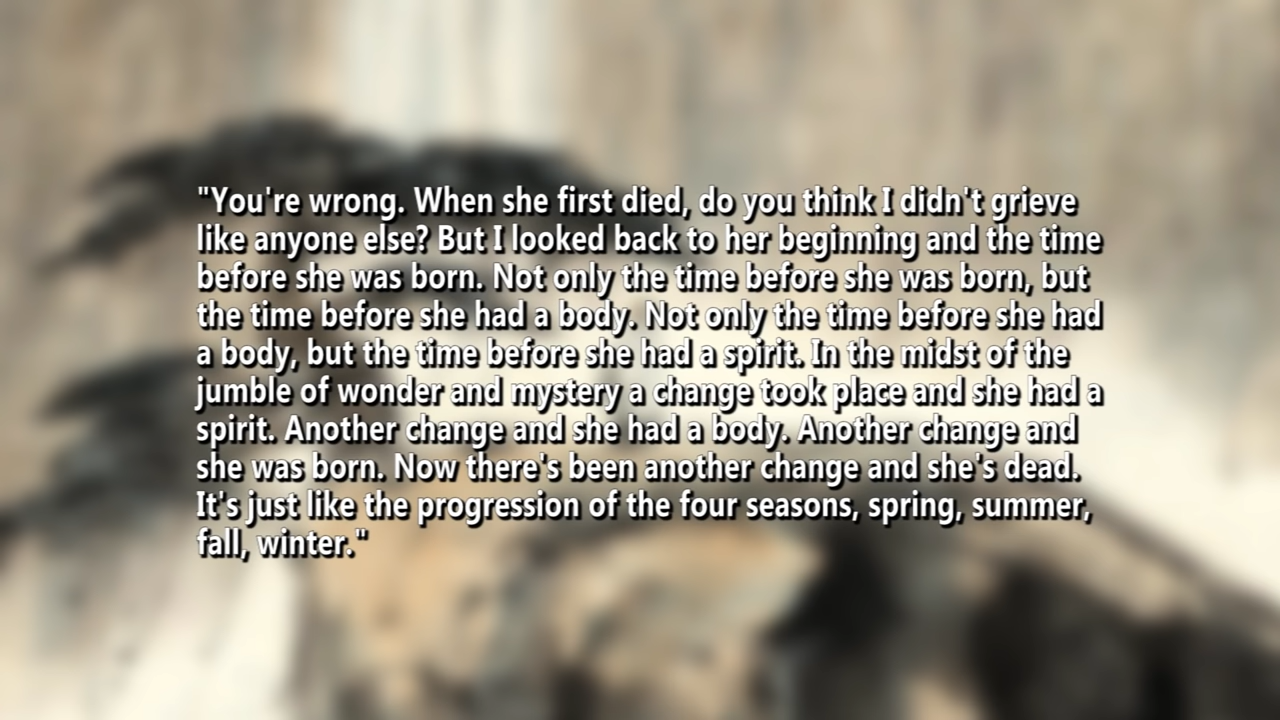 "You're wrong. When she first died, do you think I didn't grieve
like anyone else? But I looked back to her beginning and the time
before she was born. Not only the time before she was born, but
the time before she had a body. Not only the time before she had
a body, but the time before she had a spirit. In the midst of the
jumble of wonder and mystery a change took place and she had a
spirit. Another change and she had a body. Another change and
she was born. Now there's been another change and she's dead.
It's just like the progression of the four seasons, spring, summer,
fall, winter."